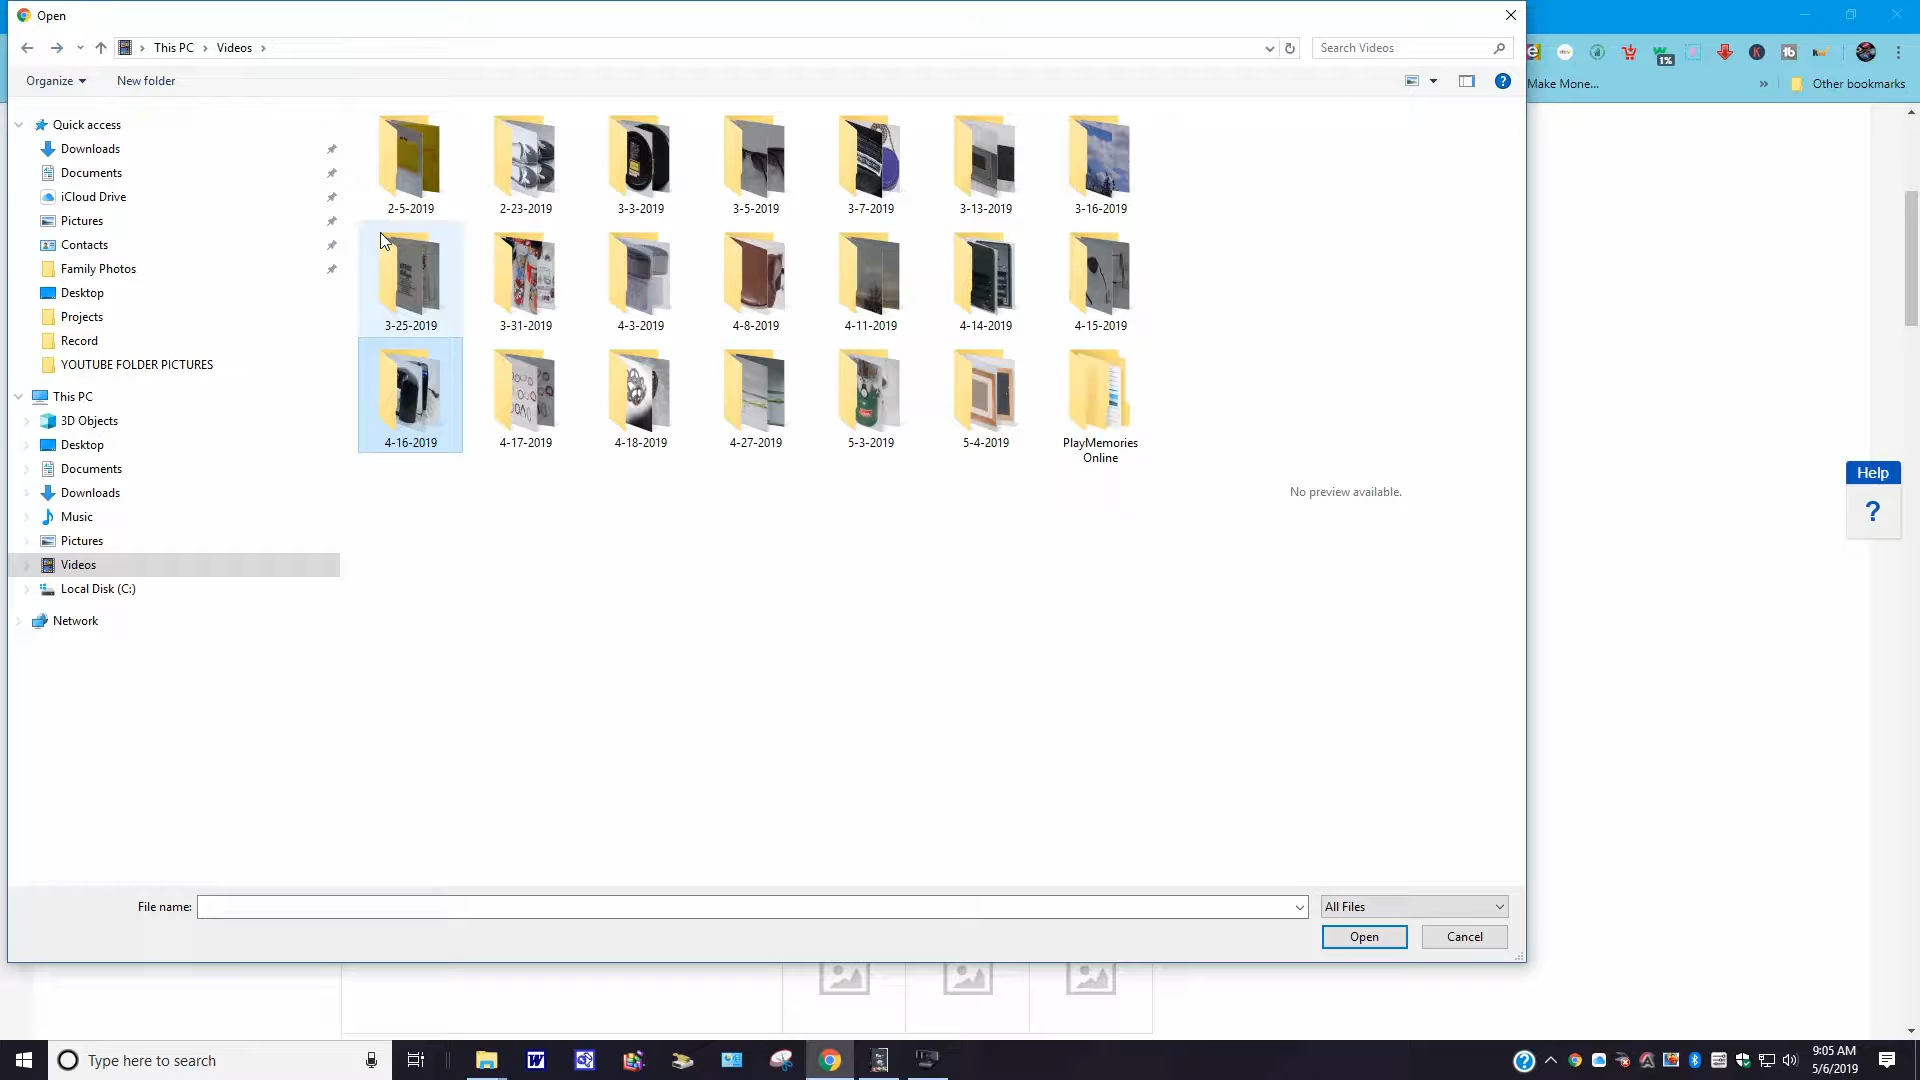 Open
This PC
Videos
Search Videos
Organize
New folder
Make Mone...
»
Other bookmarks
1%
Quick access
Downloads
Documents
iCloud Drive
Pictures
Contacts
Family Photos
Desktop
Projects
Record
YOUTUBE FOLDER PICTURES
This PC
3D Objects
Desktop
Documents
Downloads
Music
Pictures
Videos
Local Disk (C:)
Network
2-5-2019
2-23-2019
3-3-2019
3-5-2019
3-7-2019
3-13-2019
3-16-2019
3-25-2019
3-31-2019
4-3-2019
4-8-2019
4-11-2019
4-14-2019
4-15-2019
4-16-2019
4-17-2019
4-18-2019
4-27-2019
5-3-2019
5-4-2019
PlayMemories
Online
No preview available.
Help
?
File name:
All Files
Open
Cancel
Type here to search
9:05 AM
5/6/2019